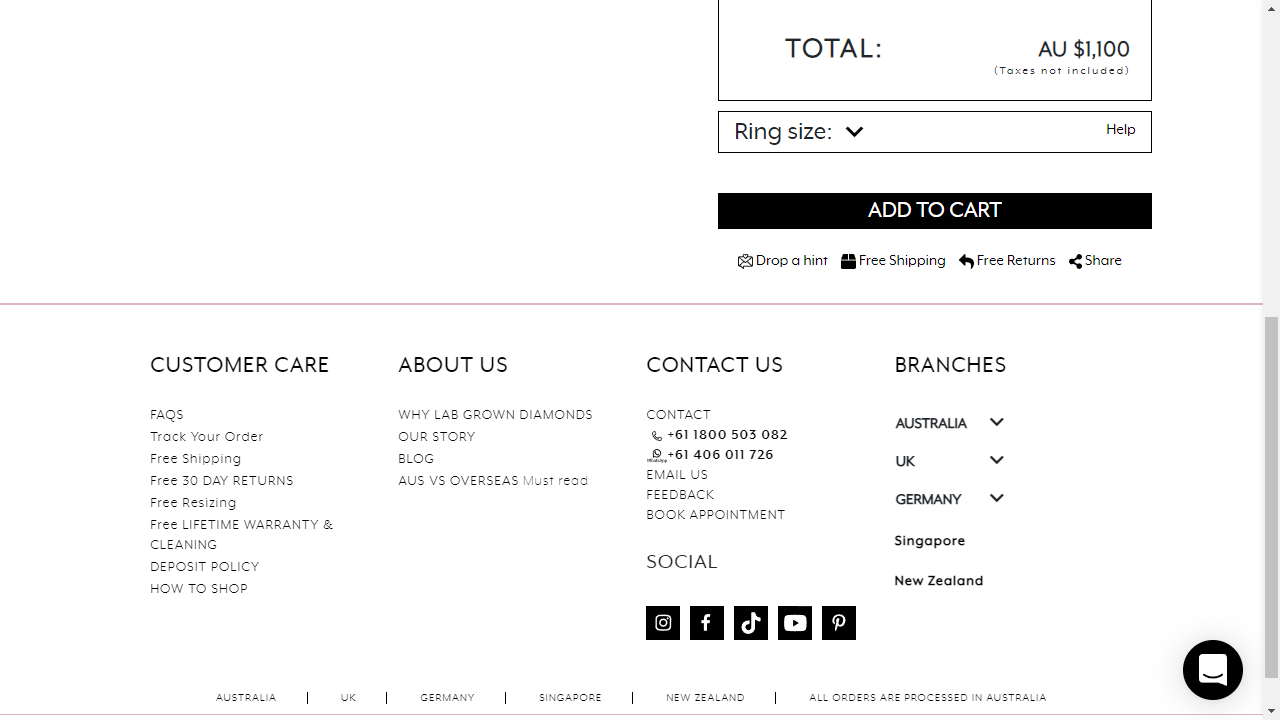 TOTAL:
AU $1,100
(Taxes not included)
Ring size:
Help
ADD TO CART
Drop a hint
Free Shipping
Free Returns
Share
CUSTOMER CARE
FAQS
Track Your Order
Free Shipping
Free 30 DAY RETURNS
Free Resizing
Free LIFETIME WARRANTY &
CLEANING
DEPOSIT POLICY
HOW TO SHOP
ABOUT US
WHY LAB GROWN DIAMONDS
OUR STORY
BLOG
AUS VS OVERSEAS Must read
CONTACT US
CONTACT
+61 1800 503 082
+61 406 011 726
EMAIL US
FEEDBACK
BOOK APPOINTMENT
SOCIAL
BRANCHES
AUSTRALIA
UK
GERMANY
Singapore
New Zealand
AUSTRALIA
UK
GERMANY
SINGAPORE
NEW ZEALAND
ALL ORDERS ARE PROCESSED IN AUSTRALIA